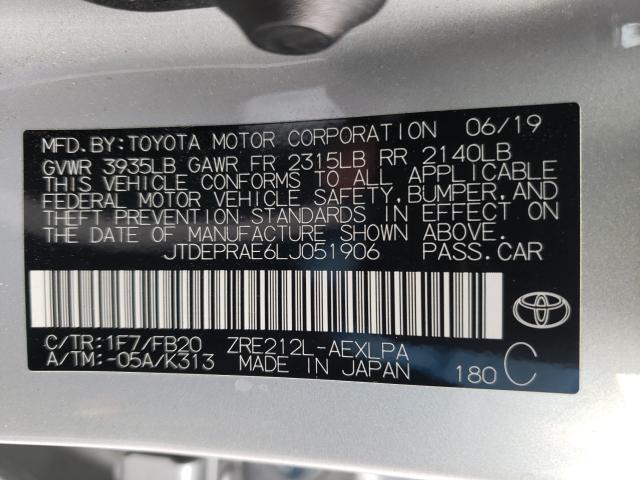 MFD.BY:TOYOTA MOTOR CORPORATION 06/19
GVWR 3935LB GAWR FR 2315LB RR 2140LB
THIS VEHICLE CONFORMS TO ALL APPLICABLE
FEDERAL MOTOR VEHICLE SAFETY,BUMPER,AND
THEFT PREVENTION STANDARDS IN EFFECT ON
THE DATE OF MANUFACTURE SHOWN ABOVE.
JTDEPRAE6LJ051906 PASS.CAR
C/TR:1F7/FB20 ZRE212L-AEXLPA
A/TM:-05A/K313 MADE IN JAPAN 180 C